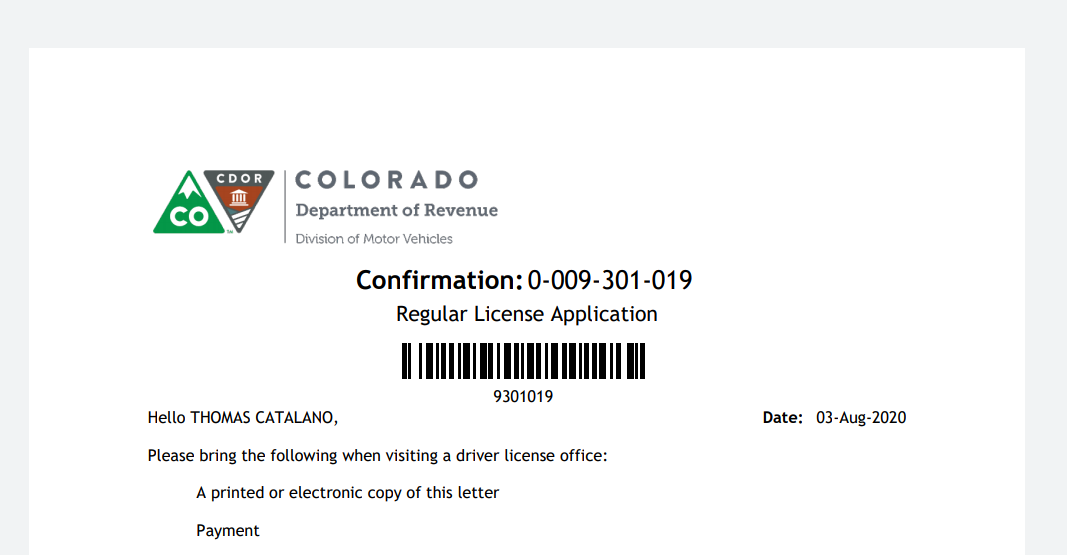 CDOR
CO
COLORADO
Department of Revenue
Division of Motor Vehicles
Confirmation: 0-009-301-019
Regular License Application
9301019
Hello THOMAS CATALANO,
Date: 03-Aug-2020
Please bring the following when visiting a driver license office:
A printed or electronic copy of this letter
Payment